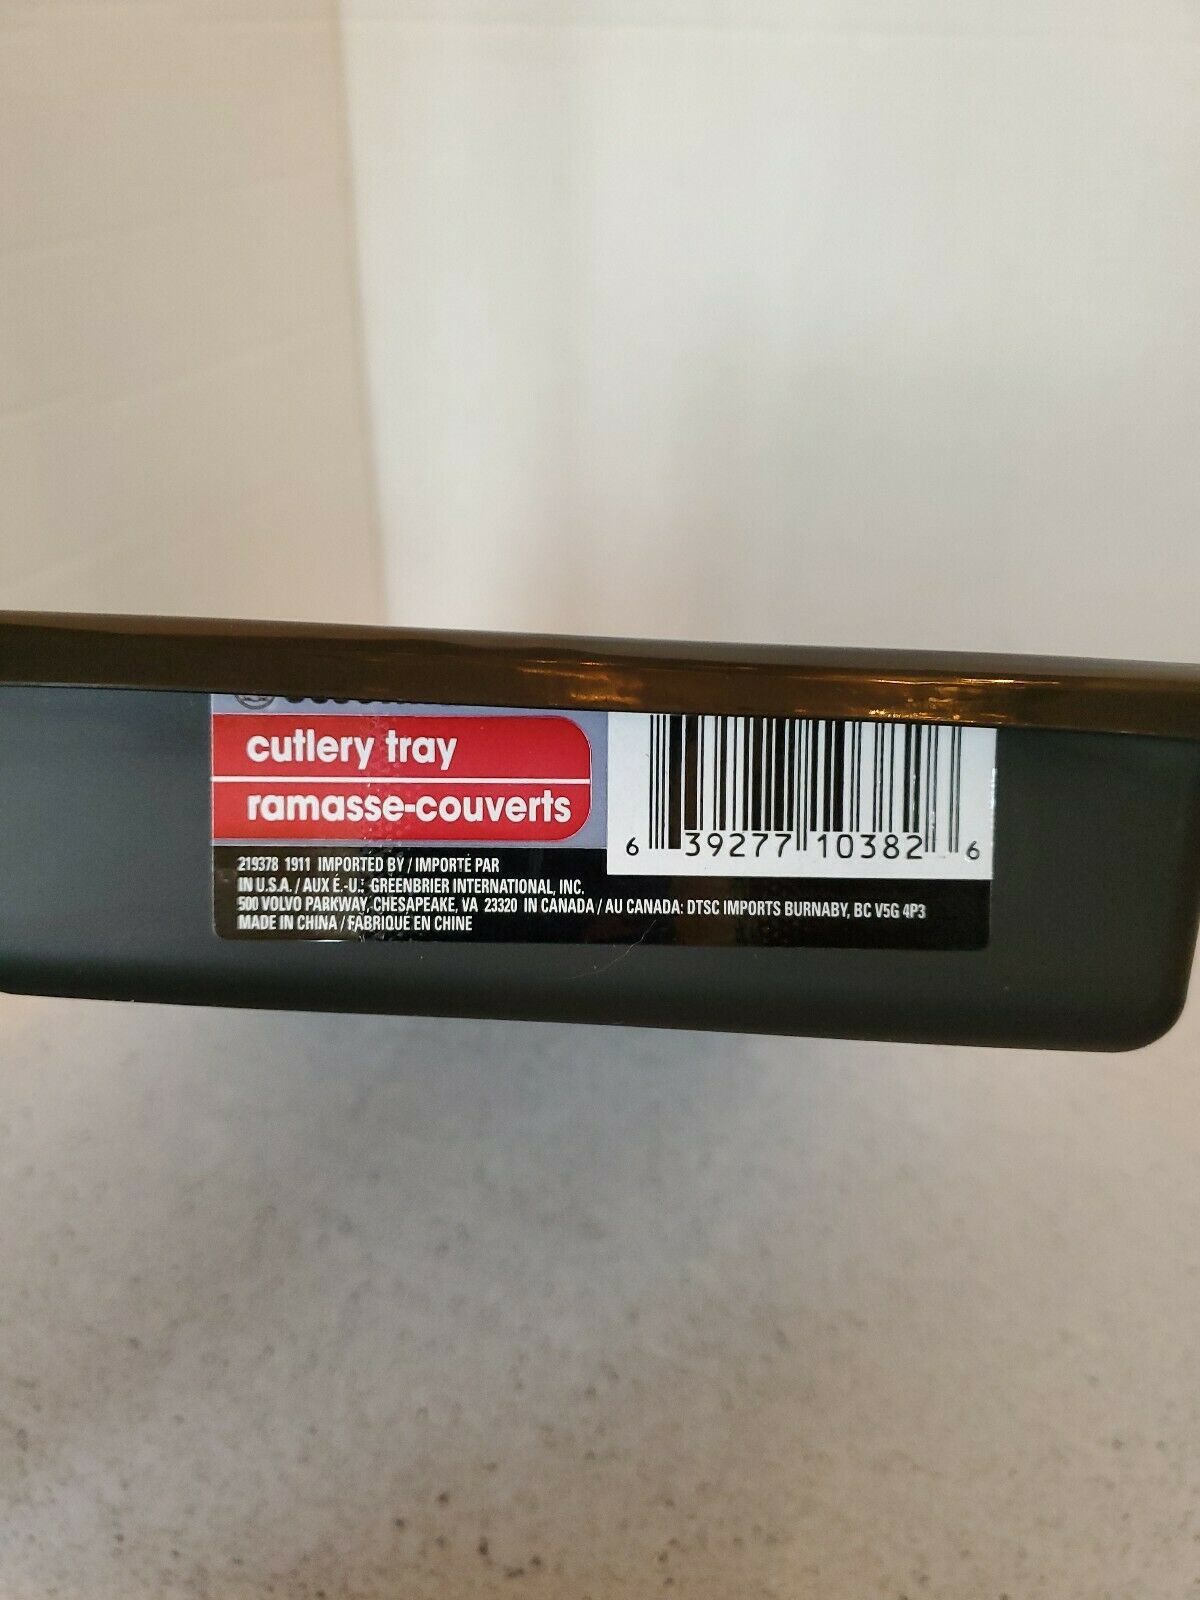 cutlery tray
ramasse-couverts
219378 1911 IMPORTED BY / IMPORTÉ PAR
IN U.S.A. / AUX É.-U.: GREENBRIER INTERNATIONAL, INC.
500 VOLVO PARKWAY, CHESAPEAKE, VA 23320 IN CANADA / AU CANADA: DTSC IMPORTS BURNABY, BC V5G 4P3
MADE IN CHINA / FABRIQUÉ EN CHINE
6 39277 10382 6